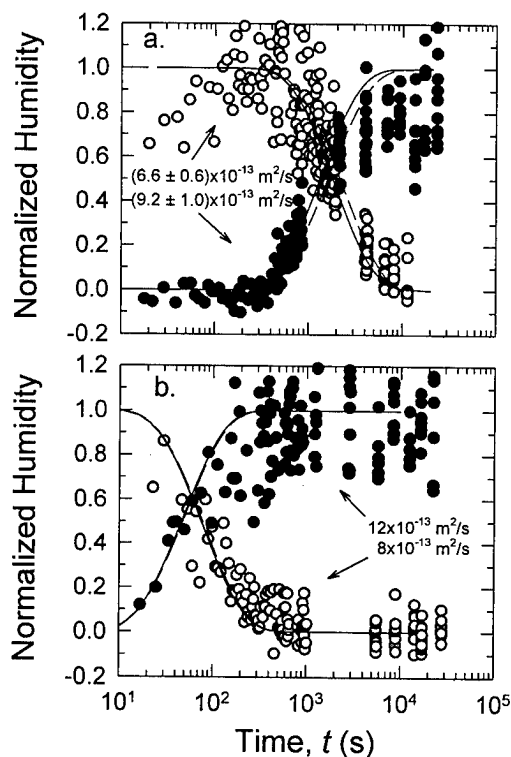 1.2
a.
1.0
0.8
0.6
(6.6 ± 0.6)x10⁻¹³ m²/s
(9.2 ± 1.0)x10⁻¹³ m²/s
0.4
0.2
0.0
-0.2
Normalized Humidity
1.2
b.
1.0
0.8
0.6
12x10⁻¹³ m²/s
8x10⁻¹³ m²/s
0.4
0.2
0.0
-0.2
Normalized Humidity
10¹ 10² 10³ 10⁴ 10⁵
Time, t (s)